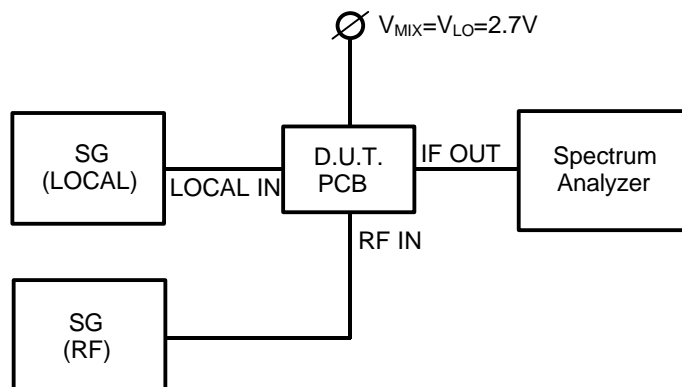 V_MIX=V_LO=2.7V
SG
(LOCAL)
LOCAL IN
D.U.T.
PCB
IF OUT
Spectrum
Analyzer
RF IN
SG
(RF)